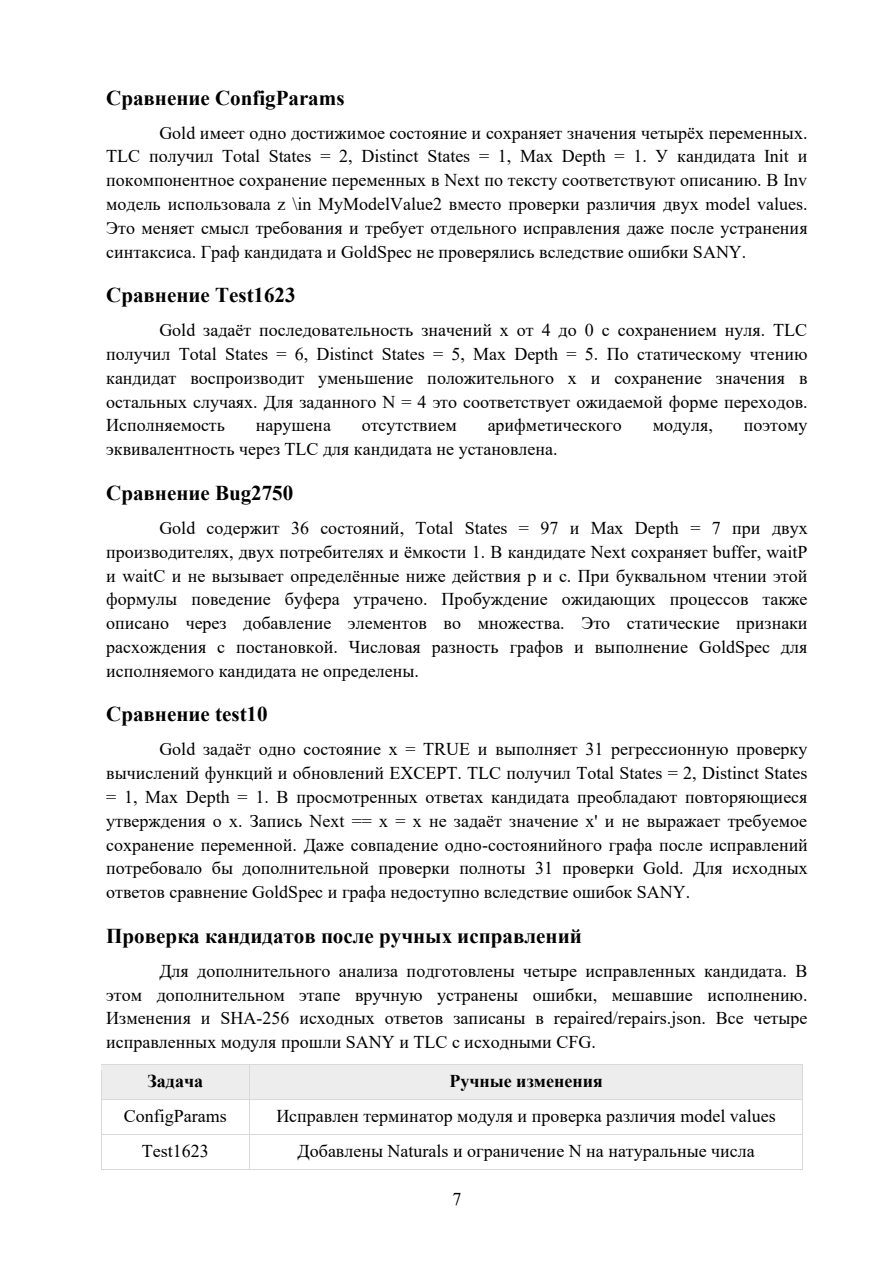 Сравнение ConfigParams
Gold имеет одно достижимое состояние и сохраняет значения четырёх переменных.
TLC получил Total States = 2, Distinct States = 1, Max Depth = 1. У кандидата Init и
покомпонентное сохранение переменных в Next по тексту соответствуют описанию. В Inv
модель использовала z \in MyModelValue2 вместо проверки различия двух model values.
Это меняет смысл требования и требует отдельного исправления даже после устранения
синтаксиса. Граф кандидата и GoldSpec не проверялись вследствие ошибки SANY.
Сравнение Test1623
Gold задаёт последовательность значений x от 4 до 0 с сохранением нуля. TLC
получил Total States = 6, Distinct States = 5, Max Depth = 5. По статическому чтению
кандидат воспроизводит уменьшение положительного x и сохранение значения в
остальных случаях. Для заданного N = 4 это соответствует ожидаемой форме переходов.
Исполняемость нарушена отсутствием арифметического модуля, поэтому
эквивалентность через TLC для кандидата не установлена.
Сравнение Bug2750
Gold содержит 36 состояний, Total States = 97 и Max Depth = 7 при двух
производителях, двух потребителях и ёмкости 1. В кандидате Next сохраняет buffer, waitP
и waitC и не вызывает определённые ниже действия p и c. При буквальном чтении этой
формулы поведение буфера утрачено. Пробуждение ожидающих процессов также
описано через добавление элементов во множества. Это статические признаки
расхождения с постановкой. Числовая разность графов и выполнение GoldSpec для
исполняемого кандидата не определены.
Сравнение test10
Gold задаёт одно состояние x = TRUE и выполняет 31 регрессионную проверку
вычислений функций и обновлений EXCEPT. TLC получил Total States = 2, Distinct States
= 1, Max Depth = 1. В просмотренных ответах кандидата преобладают повторяющиеся
утверждения о x. Запись Next == x = x не задаёт значение x' и не выражает требуемое
сохранение переменной. Даже совпадение одно-состоянийного графа после исправлений
потребовало бы дополнительной проверки полноты 31 проверки Gold. Для исходных
ответов сравнение GoldSpec и графа недоступно вследствие ошибок SANY.
Проверка кандидатов после ручных исправлений
Для дополнительного анализа подготовлены четыре исправленных кандидата. В
этом дополнительном этапе вручную устранены ошибки, мешавшие исполнению.
Изменения и SHA-256 исходных ответов записаны в repaired/repairs.json. Все четыре
исправленных модуля прошли SANY и TLC с исходными CFG.
Задача Ручные изменения
ConfigParams Исправлен терминатор модуля и проверка различия model values
Test1623 Добавлены Naturals и ограничение N на натуральные числа
7